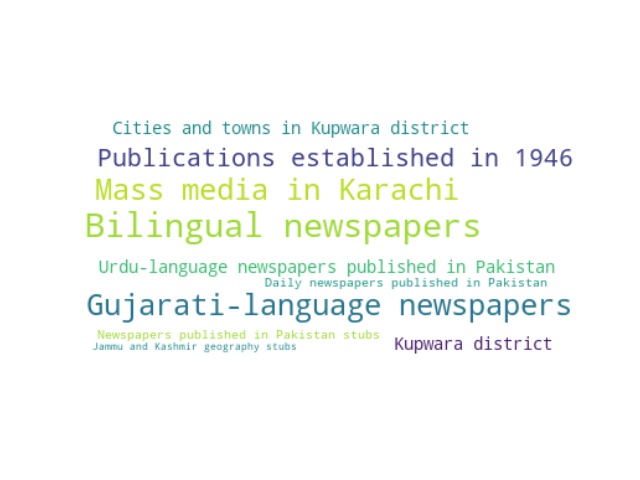 Cities and towns in Kupwara district
Publications established in 1946
Mass media in Karachi
Bilingual newspapers
Urdu-language newspapers published in Pakistan
Daily newspapers published in Pakistan
Gujarati-language newspapers
Newspapers published in Pakistan stubs
Jammu and Kashmir geography stubs
Kupwara district